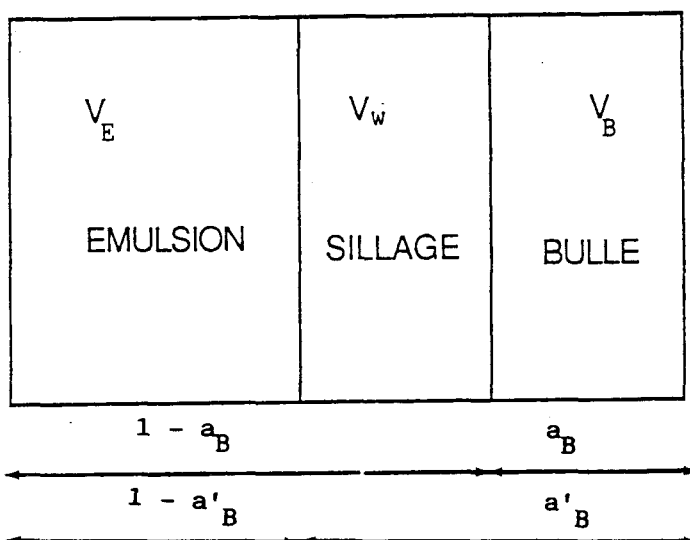 V_E V_W V_B
EMULSION SILLAGE BULLE
1 - a_B a_B
1 - a'_B a'_B